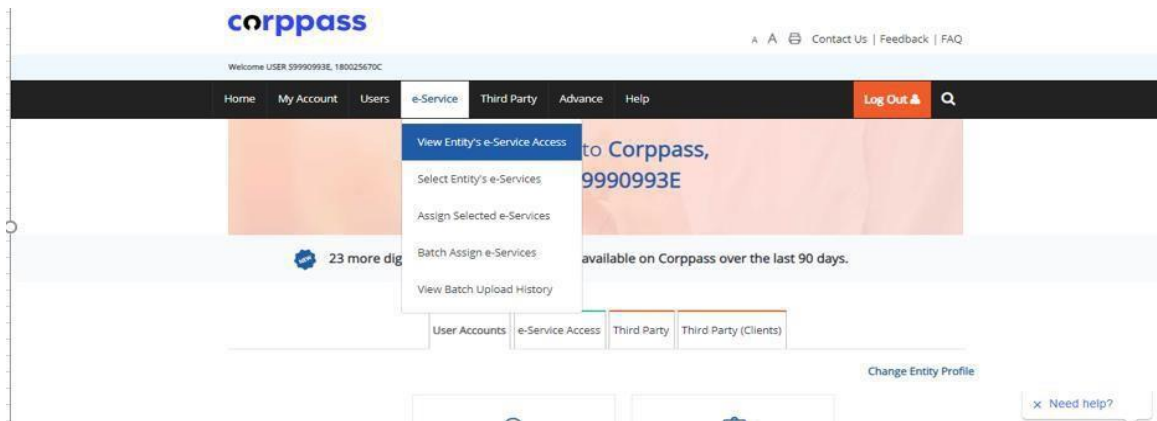 corppass
A A Contact Us | Feedback | FAQ
Welcome USER S9990993E, 180025670C
Home My Account Users e-Service Third Party Advance Help Log Out
View Entity's e-Service Access
to Corppass,
Select Entity's e-Services
9990993E
Assign Selected e-Services
NEW 23 more dig
Batch Assign e-Services
available on Corppass over the last 90 days.
View Batch Upload History
User Accounts e-Service Access Third Party Third Party (Clients)
Change Entity Profile
x Need help?